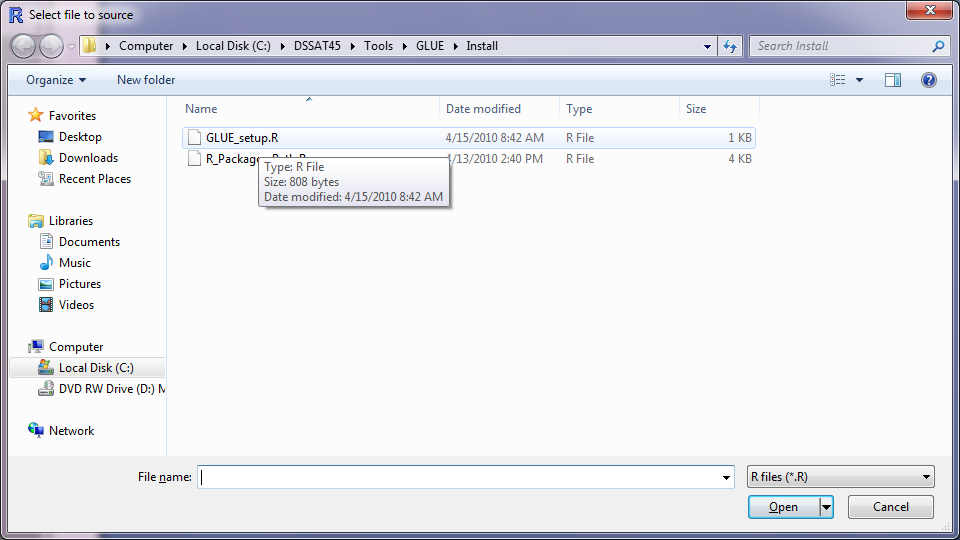 Select file to source
Computer Local Disk (C:) DSSAT45 Tools GLUE Install
Search Install
Organize New folder
Name Date modified Type Size
GLUE_setup.R 4/15/2010 8:42 AM R File 1 KB
4/13/2010 2:40 PM R File 4 KB
Type: R File
Size: 808 bytes
Date modified: 4/15/2010 8:42 AM
Favorites
Desktop
Downloads
Recent Places
Libraries
Documents
Music
Pictures
Videos
Computer
Local Disk (C:)
DVD RW Drive (D:) M
Network
File name:
R files (*.R)
Open Cancel